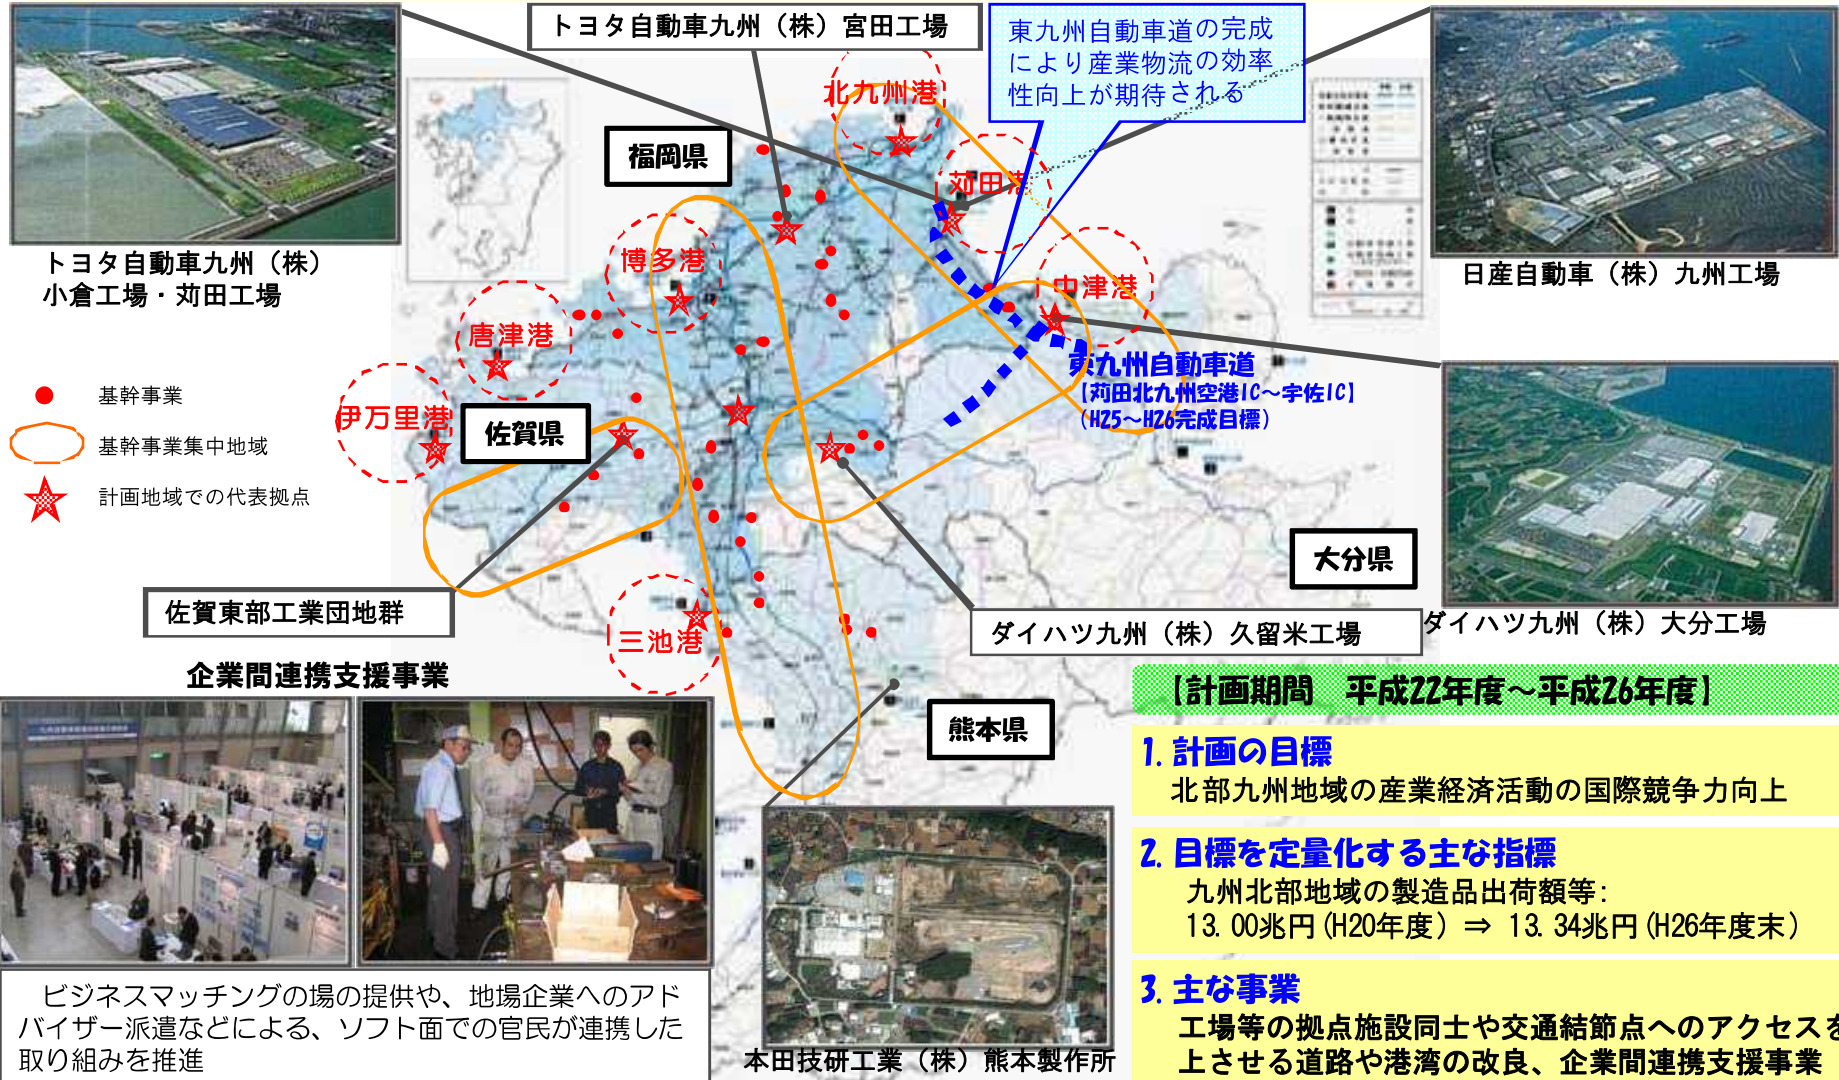 トヨタ自動車九州（株）宮田工場
東九州自動車道の完成
により産業物流の効率
性向上が期待される
北九州港
福岡県
苅田港
トヨタ自動車九州（株）
小倉工場・苅田工場
日産自動車（株）九州工場
博多港
中津港
唐津港
東九州自動車道
【苅田北九州空港IC～宇佐IC】
（H25～H26完成目標）
伊万里港
佐賀県
基幹事業
基幹事業集中地域
計画地域での代表拠点
大分県
佐賀東部工業団地群
三池港
ダイハツ九州（株）久留米工場
ダイハツ九州（株）大分工場
企業間連携支援事業
熊本県
【計画期間　平成22年度～平成26年度】
1. 計画の目標
北部九州地域の産業経済活動の国際競争力向上
2. 目標を定量化する主な指標
九州北部地域の製造品出荷額等：
13.00兆円（H20年度）⇒ 13.34兆円（H26年度末）
3. 主な事業
工場等の拠点施設同士や交通結節点へのアクセスを
上させる道路や港湾の改良、企業間連携支援事業
ビジネスマッチングの場の提供や、地場企業へのアド
バイザー派遣などによる、ソフト面での官民が連携した
取り組みを推進
本田技研工業（株）熊本製作所